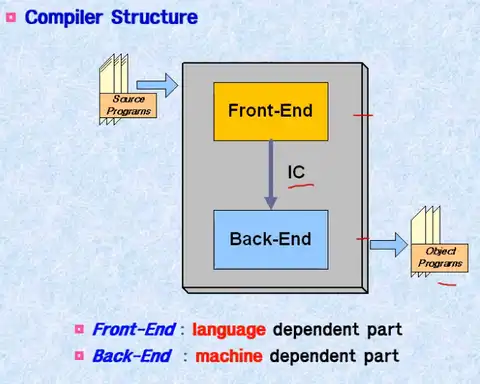 Compiler Structure
Source
Programs
Front-End
IC
Back-End
Object
Programs
Front-End : language dependent part
Back-End : machine dependent part